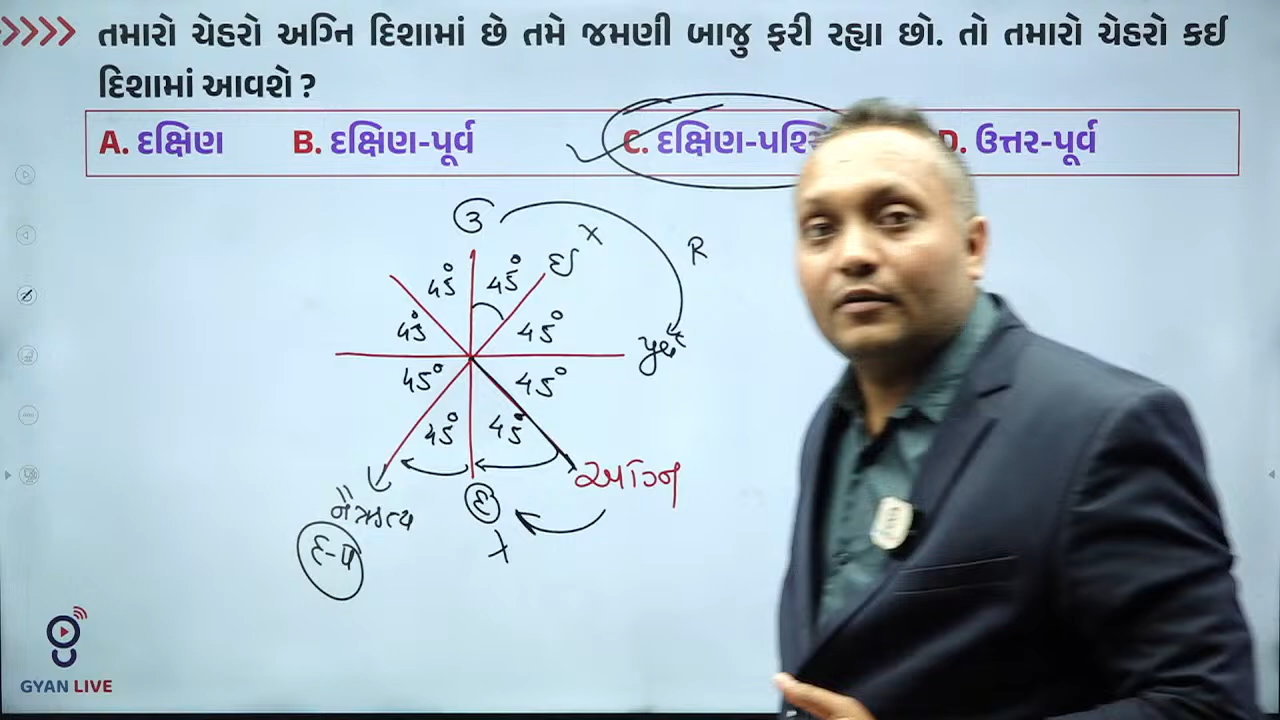 તમારો ચેહરો અગ્નિ દિશામાં છે તમે જમણી બાજુ ફરી રહ્યા છો. તો તમારો ચેહરો કઈ
દિશામાં આવશે ?
A. દક્ષિણ B. દક્ષિણ-પૂર્વ C. દક્ષિણ-પશ્ચિ D. ઉત્તર-પૂર્વ
ઉ
ઈ x
R
45° 45°
45° 45°
પૂર્વ
45° 45°
45° 45°
અગ્નિ
નૈઋત્ય
દ
x
દ-પ
GYAN LIVE